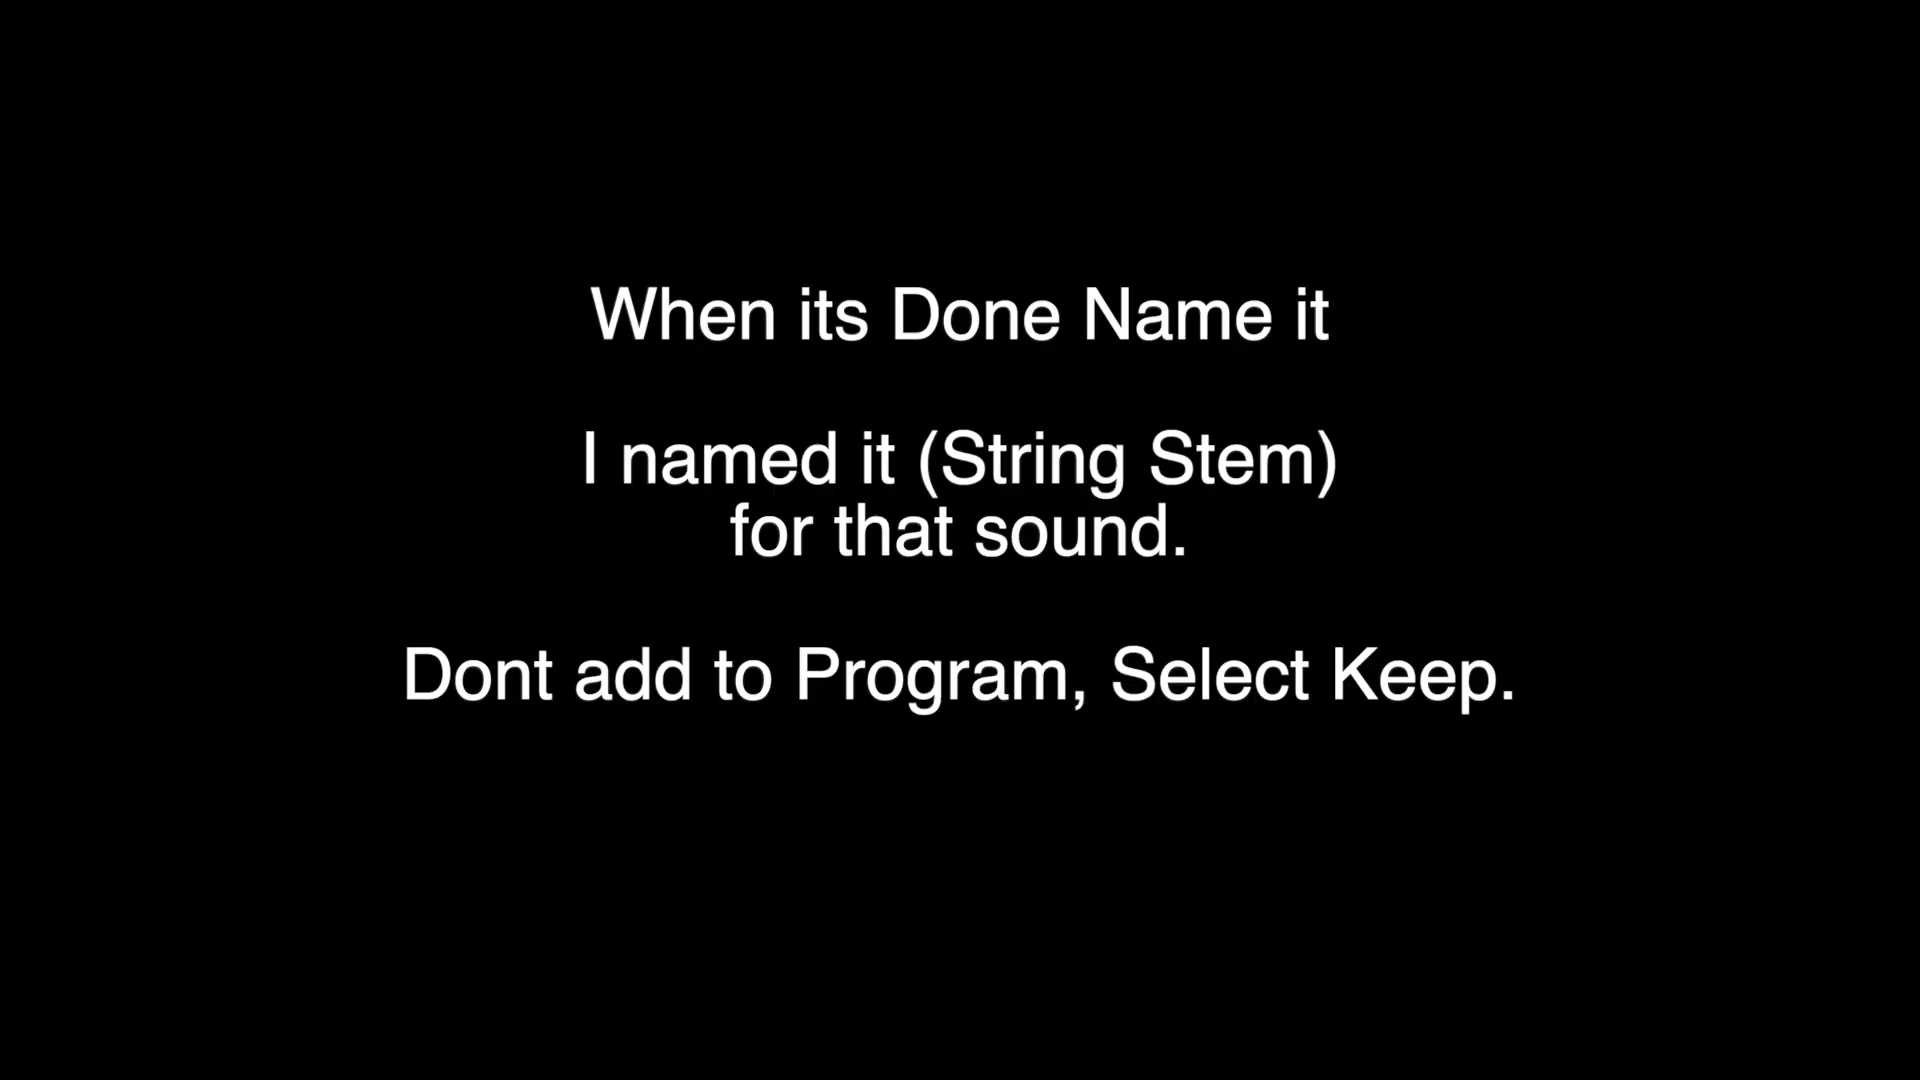 When its Done Name it
I named it (String Stem)
for that sound.
Dont add to Program, Select Keep.